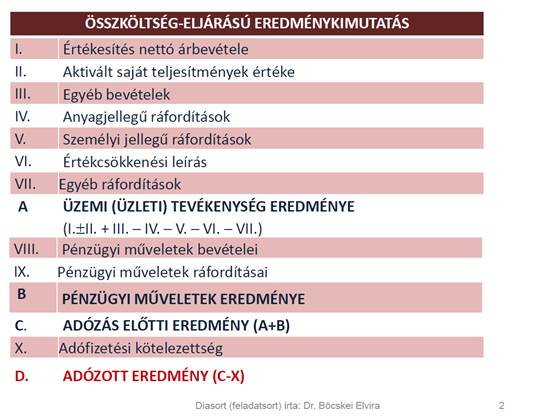 ÖSSZKÖLTSÉG-ELJÁRÁSÚ EREDMÉNYKIMUTATÁS
I. Értékesítés nettó árbevétele
II. Aktivált saját teljesítmények értéke
III. Egyéb bevételek
IV. Anyagjellegű ráfordítások
V. Személyi jellegű ráfordítások
VI. Értékcsökkenési leírás
VII. Egyéb ráfordítások
A ÜZEMI (ÜZLETI) TEVÉKENYSÉG EREDMÉNYE
(I.±II. + III. – IV. – V. – VI. – VII.)
VIII. Pénzügyi műveletek bevételei
IX. Pénzügyi műveletek ráfordításai
B PÉNZÜGYI MŰVELETEK EREDMÉNYE
C. ADÓZÁS ELŐTTI EREDMÉNY (A+B)
X. Adófizetési kötelezettség
D. ADÓZOTT EREDMÉNY (C-X)
Diasort (feladatsort) írta: Dr. Böcskei Elvira 2